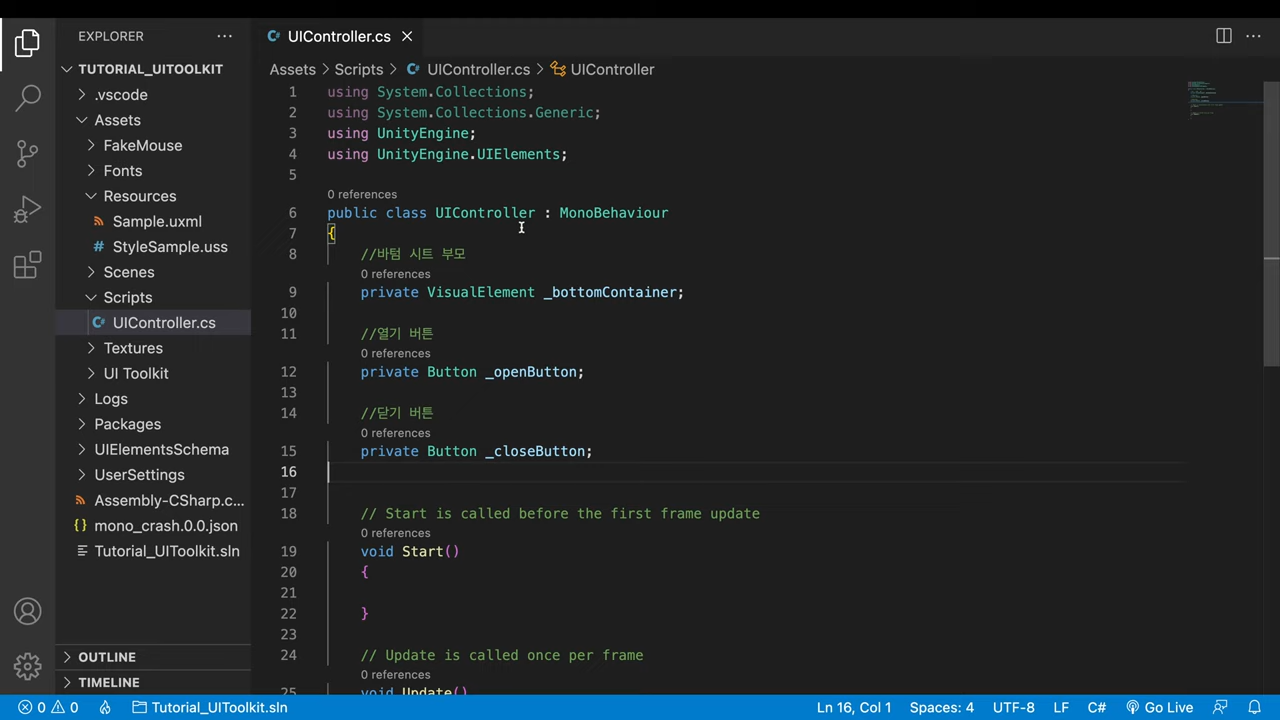 EXPLORER
TUTORIAL_UITOOLKIT
.vscode
Assets
FakeMouse
Fonts
Resources
Sample.uxml
StyleSample.uss
Scenes
Scripts
UIController.cs
Textures
UI Toolkit
Logs
Packages
UIElementsSchema
UserSettings
Assembly-CSharp.c...
mono_crash.0.0.json
Tutorial_UIToolkit.sln
OUTLINE
TIMELINE
UIController.cs
Assets > Scripts > UIController.cs > UIController
1 using System.Collections;
2 using System.Collections.Generic;
3 using UnityEngine;
4 using UnityEngine.UIElements;
5
0 references
6 public class UIController : MonoBehaviour
7 {
8 //바텀 시트 부모
0 references
9 private VisualElement _bottomContainer;
10
11 //열기 버튼
0 references
12 private Button _openButton;
13
14 //닫기 버튼
0 references
15 private Button _closeButton;
16
17
18 // Start is called before the first frame update
0 references
19 void Start()
20 {
21
22 }
23
24 // Update is called once per frame
0 references
25 void Update()
0 0 Tutorial_UIToolkit.sln Ln 16, Col 1 Spaces: 4 UTF-8 LF C# Go Live